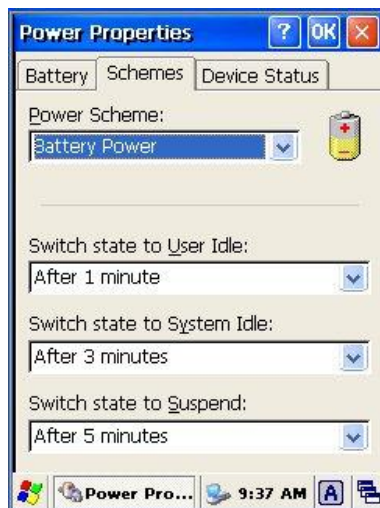 Power Properties ? OK ×
Battery Schemes Device Status
Power Scheme:
Battery Power
Switch state to User Idle:
After 1 minute
Switch state to System Idle:
After 3 minutes
Switch state to Suspend:
After 5 minutes
Power Pro... 9:37 AM A